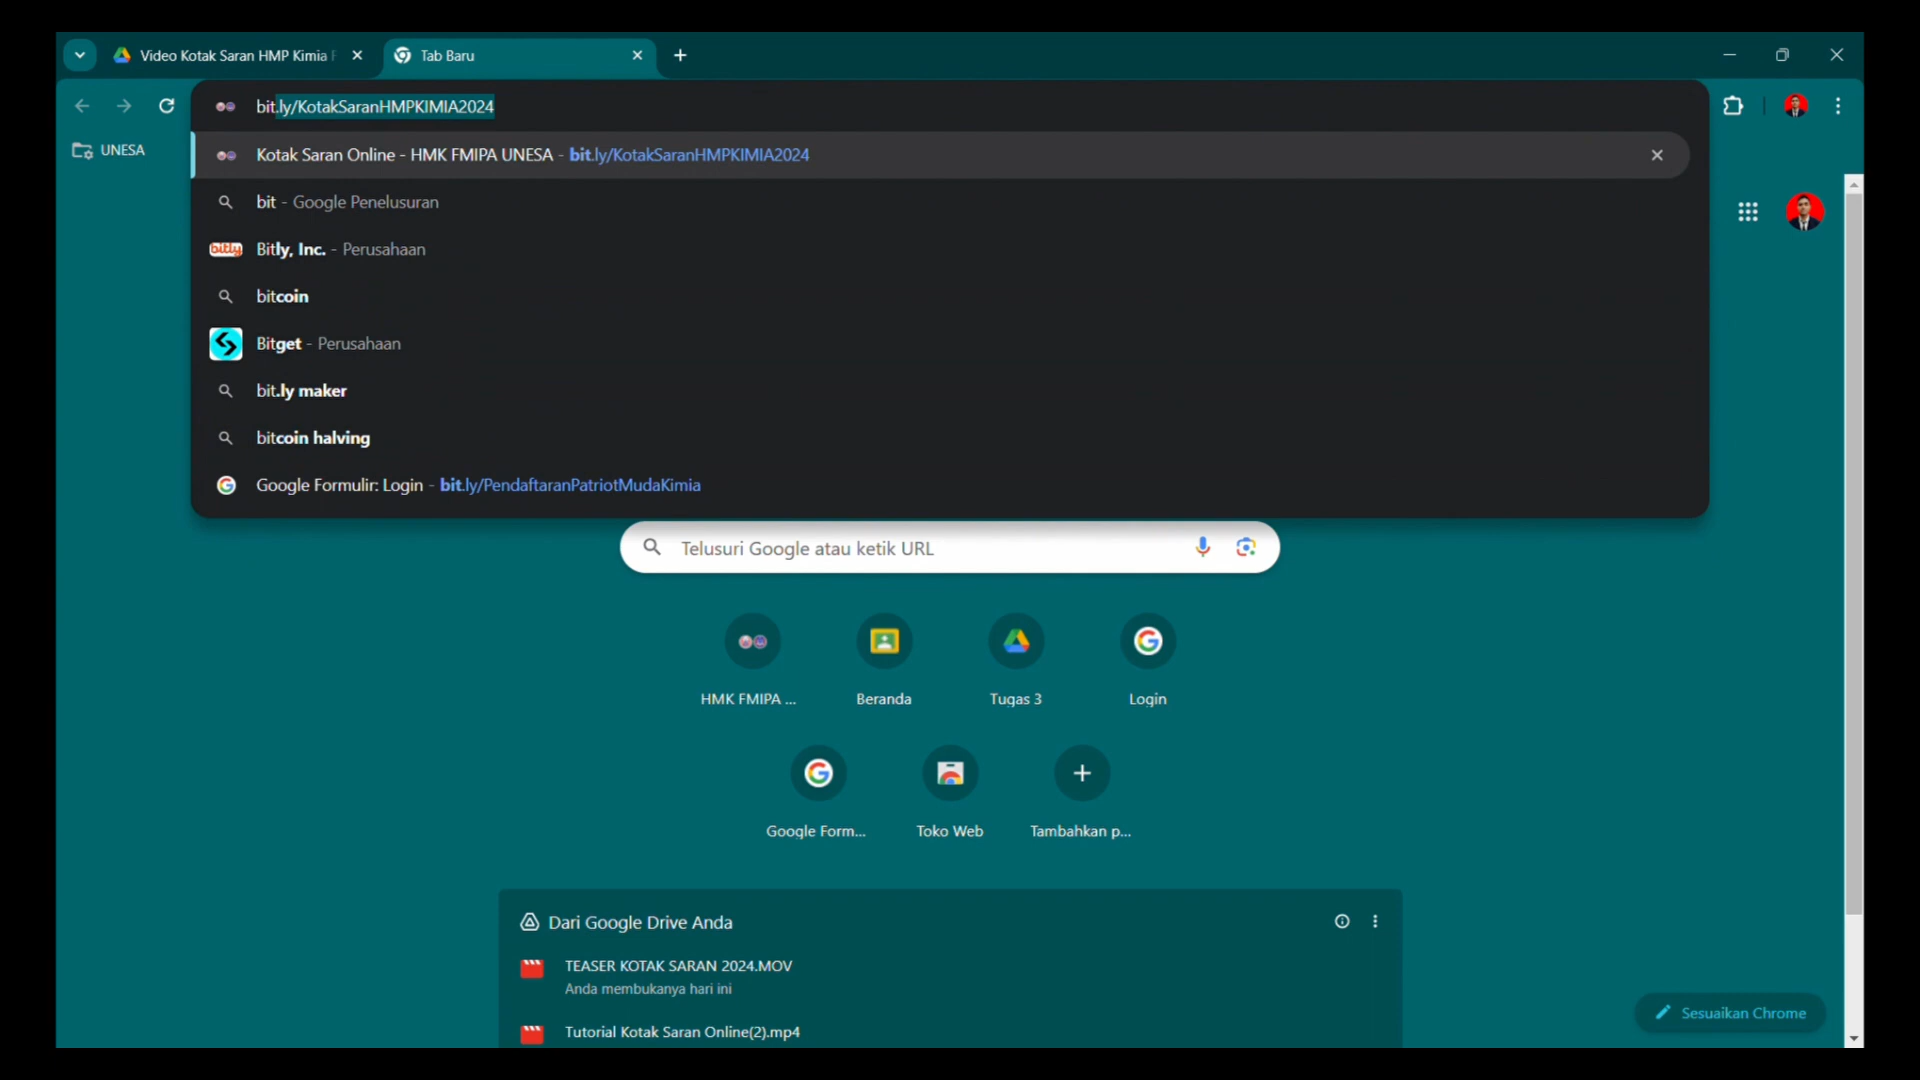 Video Kotak Saran HMP Kimia F
Tab Baru
bit.ly/KotakSaranHMPKIMIA2024
UNESA
Kotak Saran Online - HMK FMIPA UNESA - bit.ly/KotakSaranHMPKIMIA2024
bit - Google Penelusuran
bitly
Bitly, Inc. - Perusahaan
bitcoin
Bitget - Perusahaan
bit.ly maker
bitcoin halving
Google Formulir: Login - bit.ly/PendaftaranPatriotMudaKimia
Telusuri Google atau ketik URL
HMK FMIPA ...
Beranda
Tugas 3
Login
Google Form...
Toko Web
Tambahkan p...
Dari Google Drive Anda
TEASER KOTAK SARAN 2024.MOV
Anda membukanya hari ini
Tutorial Kotak Saran Online(2).mp4
Sesuaikan Chrome